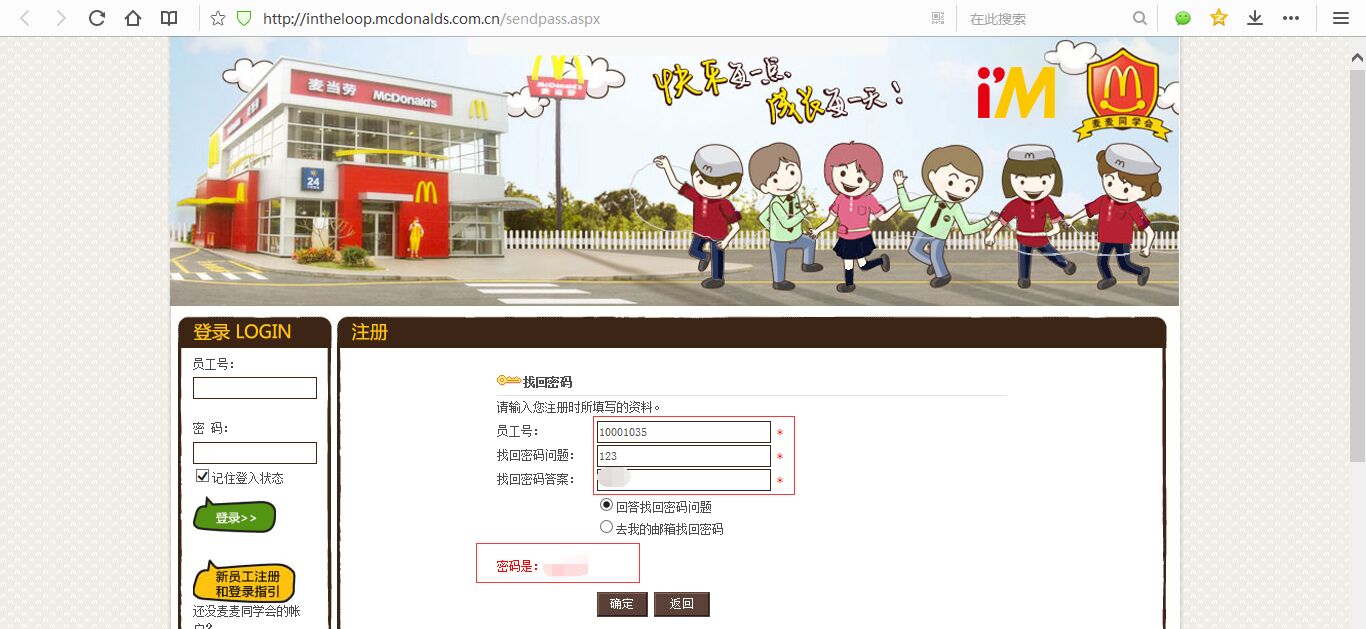 http://intheloop.mcdonalds.com.cn/sendpass.aspx
在此搜索
麦当劳 McDonald's
McDonald's
麦当劳
24
快乐每一点,
成长每一天!
i'M
麦麦同学会
登录 LOGIN
注册
员工号:
密 码:
记住登入状态
登录>>
新员工注册
和登录指引
还没麦麦同学会的帐
户?
找回密码
请输入您注册时所填写的资料。
员工号: 10001035 *
找回密码问题: 123 *
找回密码答案: *
回答找回密码问题
去我的邮箱找回密码
密码是:
确定 返回